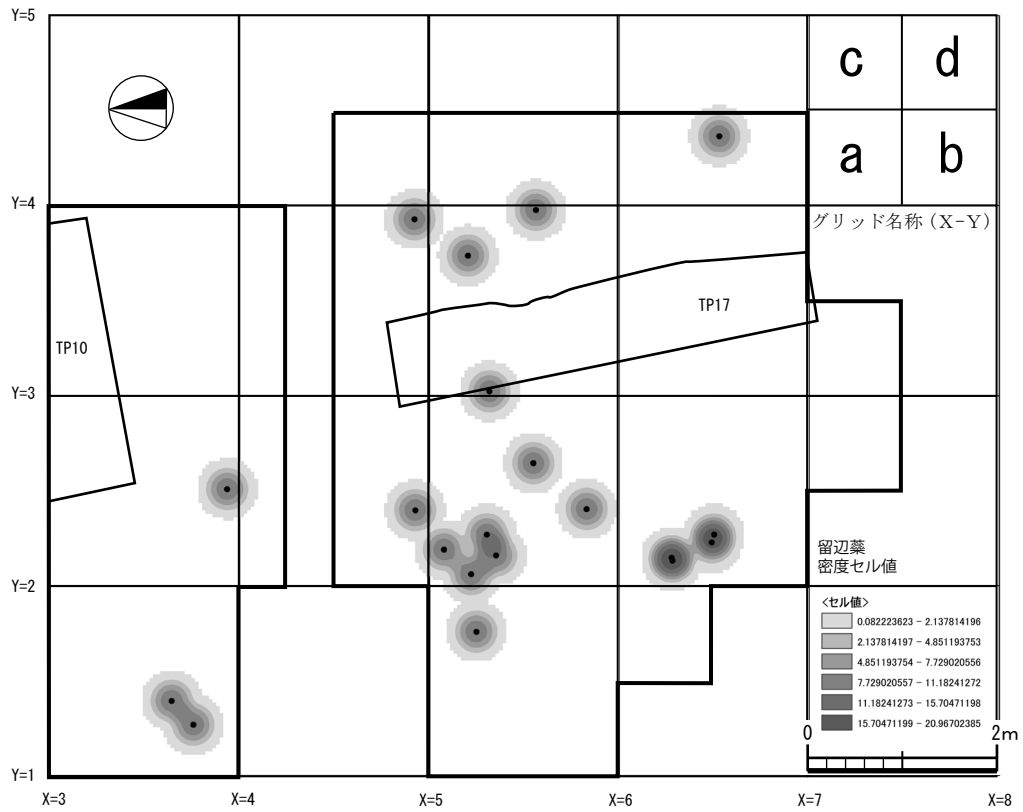 Y=5
c d
a b
Y=4
グリッド名称（X-Y）
TP17
TP10
Y=3
留辺蘂
密度セル値
Y=2
<セル値>
0.082223623 - 2.137814196
2.137814197 - 4.851193753
4.851193754 - 7.729020556
7.729020557 - 11.18241272
11.18241273 - 15.70471198
15.70471199 - 20.96702385
0 2m
Y=1
X=3 X=4 X=5 X=6 X=7 X=8